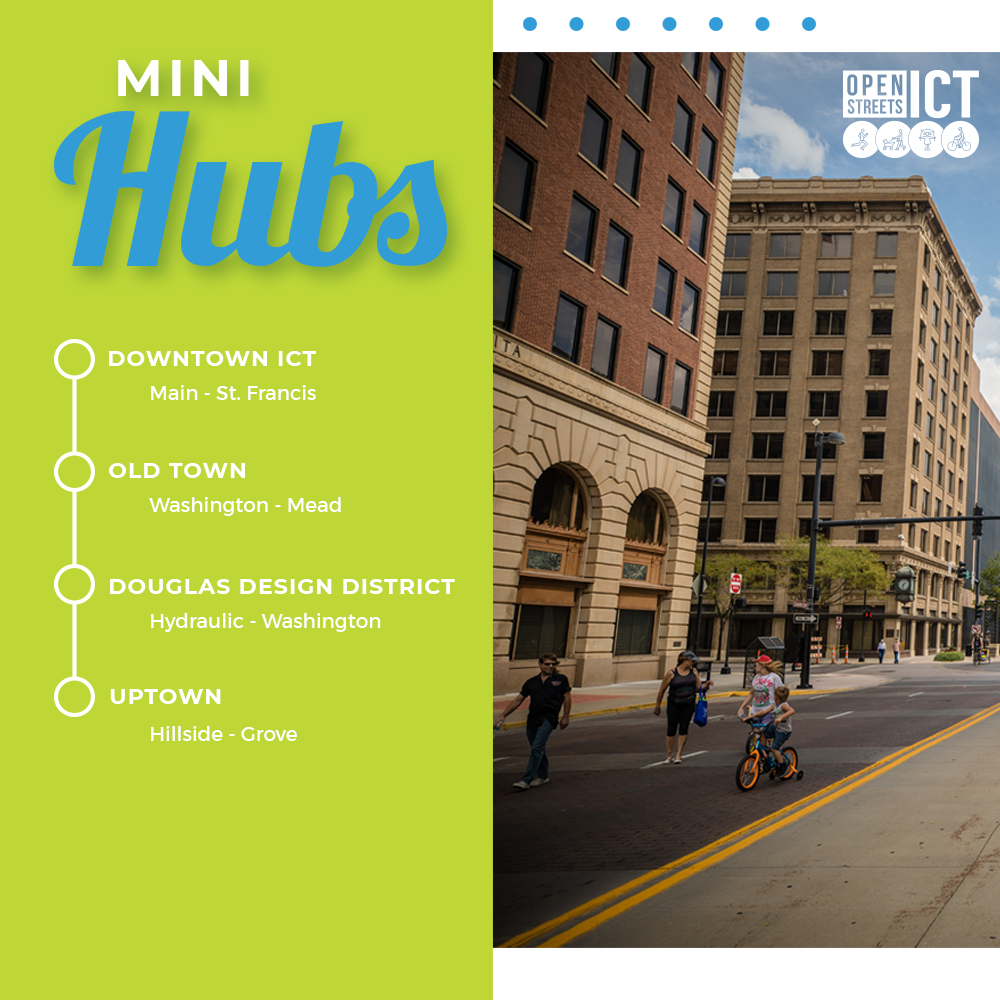 MINI
Hubs
DOWNTOWN ICT
Main - St. Francis
OLD TOWN
Washington - Mead
DOUGLAS DESIGN DISTRICT
Hydraulic - Washington
UPTOWN
Hillside - Grove
OPEN
STREETS
ICT
ITA